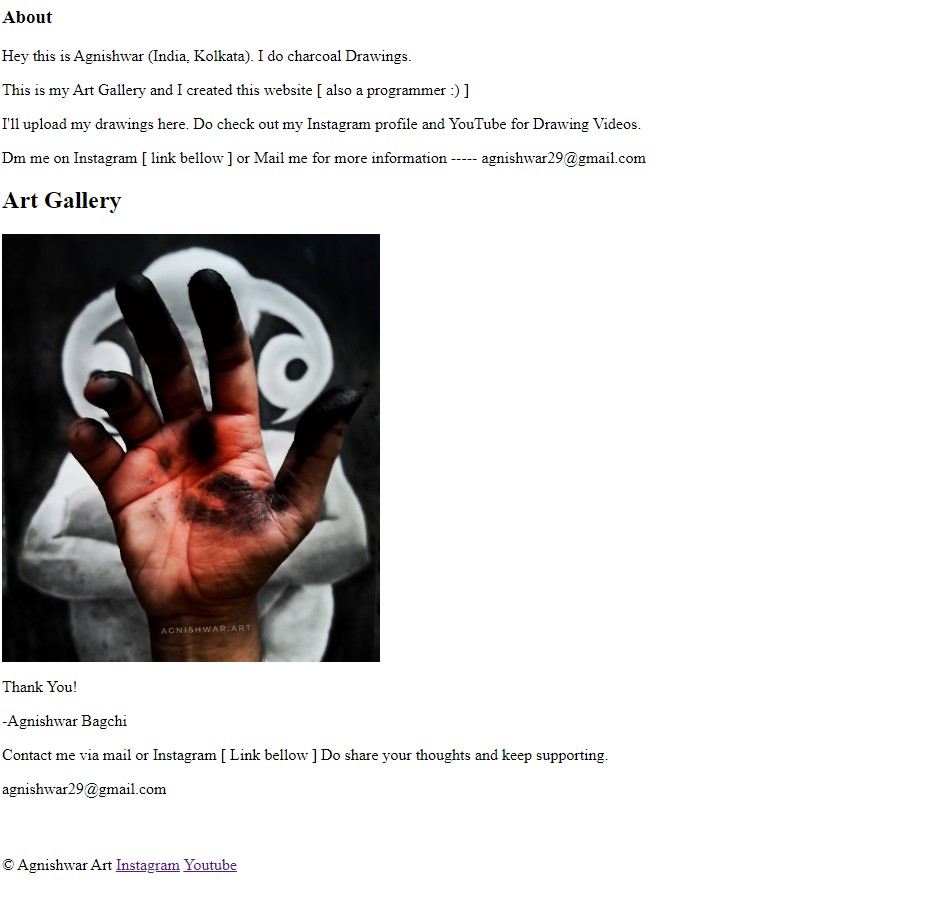 About
Hey this is Agnishwar (India, Kolkata). I do charcoal Drawings.
This is my Art Gallery and I created this website [ also a programmer :) ]
I'll upload my drawings here. Do check out my Instagram profile and YouTube for Drawing Videos.
Dm me on Instagram [ link bellow ] or Mail me for more information ----- agnishwar29@gmail.com
Art Gallery
AGNISHWAR.ART
Thank You!
-Agnishwar Bagchi
Contact me via mail or Instagram [ Link bellow ] Do share your thoughts and keep supporting.
agnishwar29@gmail.com
© Agnishwar Art Instagram Youtube